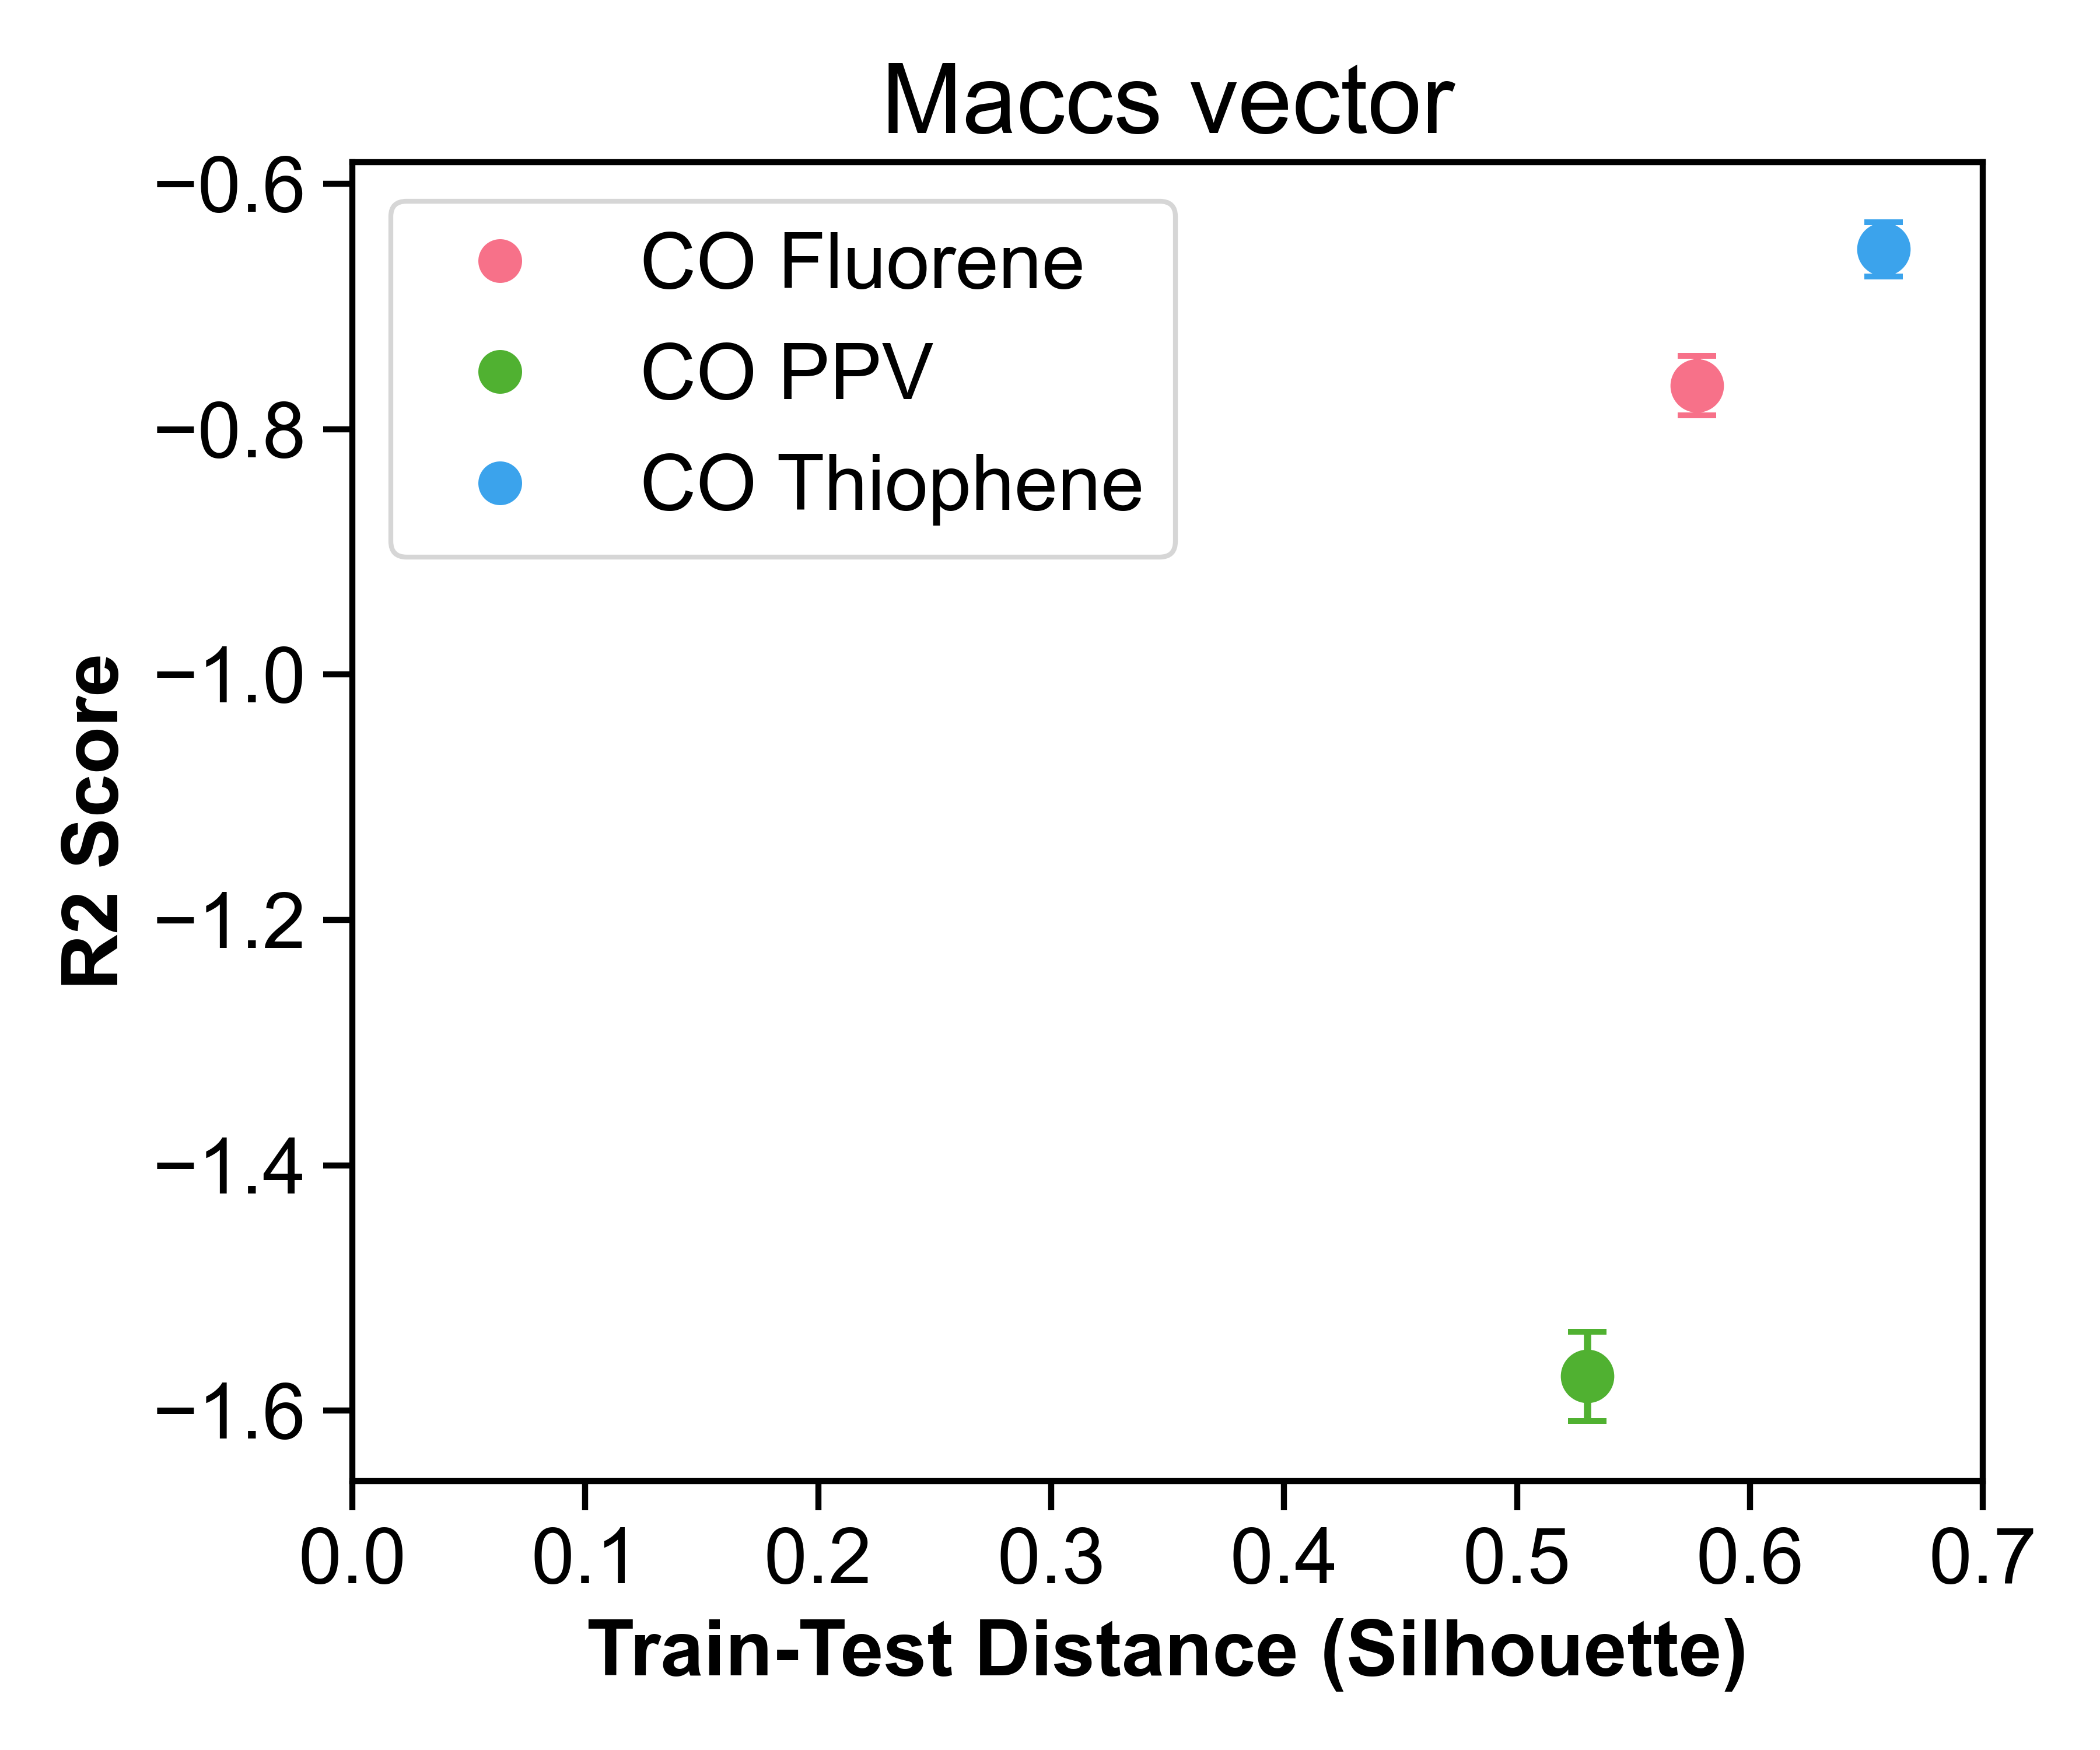 Maccs vector
−0.6
−0.8
−1.0
−1.2
−1.4
−1.6
R2 Score
CO Fluorene
CO PPV
CO Thiophene
0.0 0.1 0.2 0.3 0.4 0.5 0.6 0.7
Train-Test Distance (Silhouette)